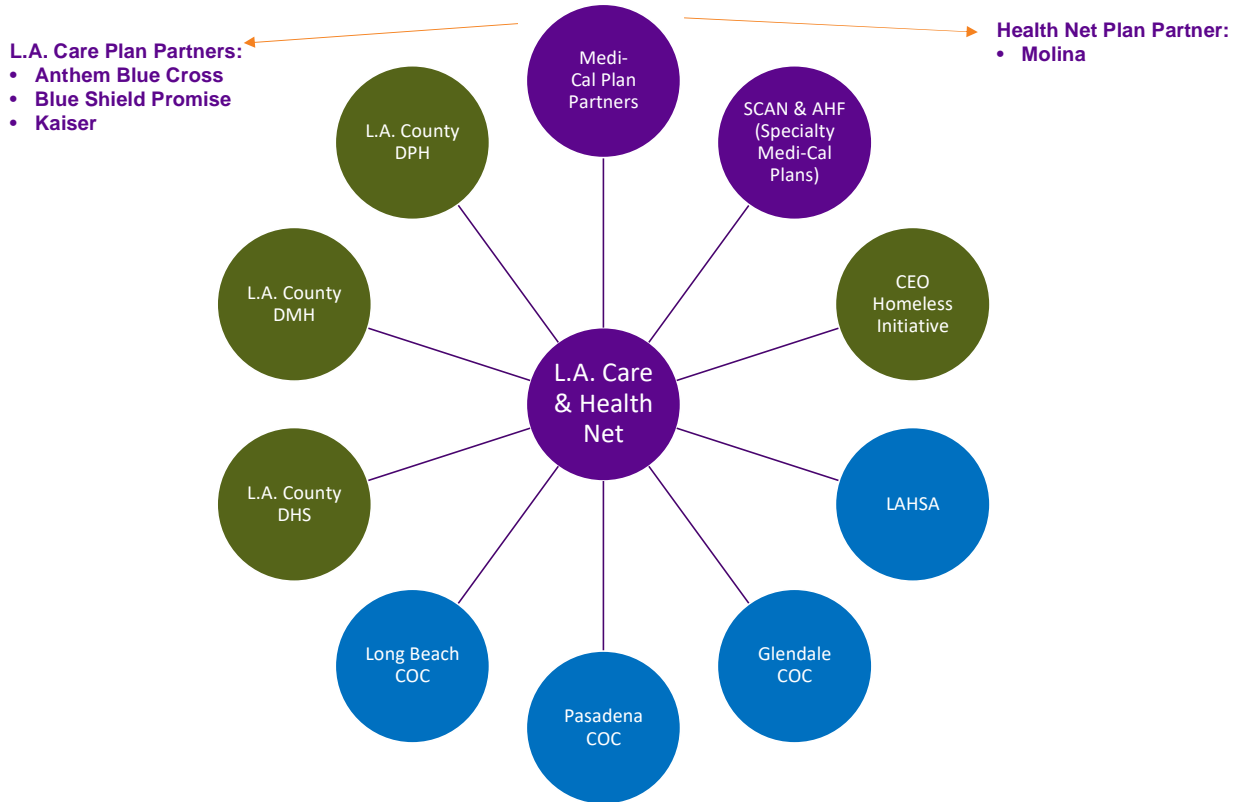 L.A. Care Plan Partners:
• Anthem Blue Cross
• Blue Shield Promise
• Kaiser
Health Net Plan Partner:
• Molina
Medi-
Cal Plan
Partners
SCAN & AHF
(Specialty
Medi-Cal
Plans)
CEO
Homeless
Initiative
LAHSA
Glendale
COC
Pasadena
COC
Long Beach
COC
L.A. County
DHS
L.A. County
DMH
L.A. County
DPH
L.A. Care
& Health
Net